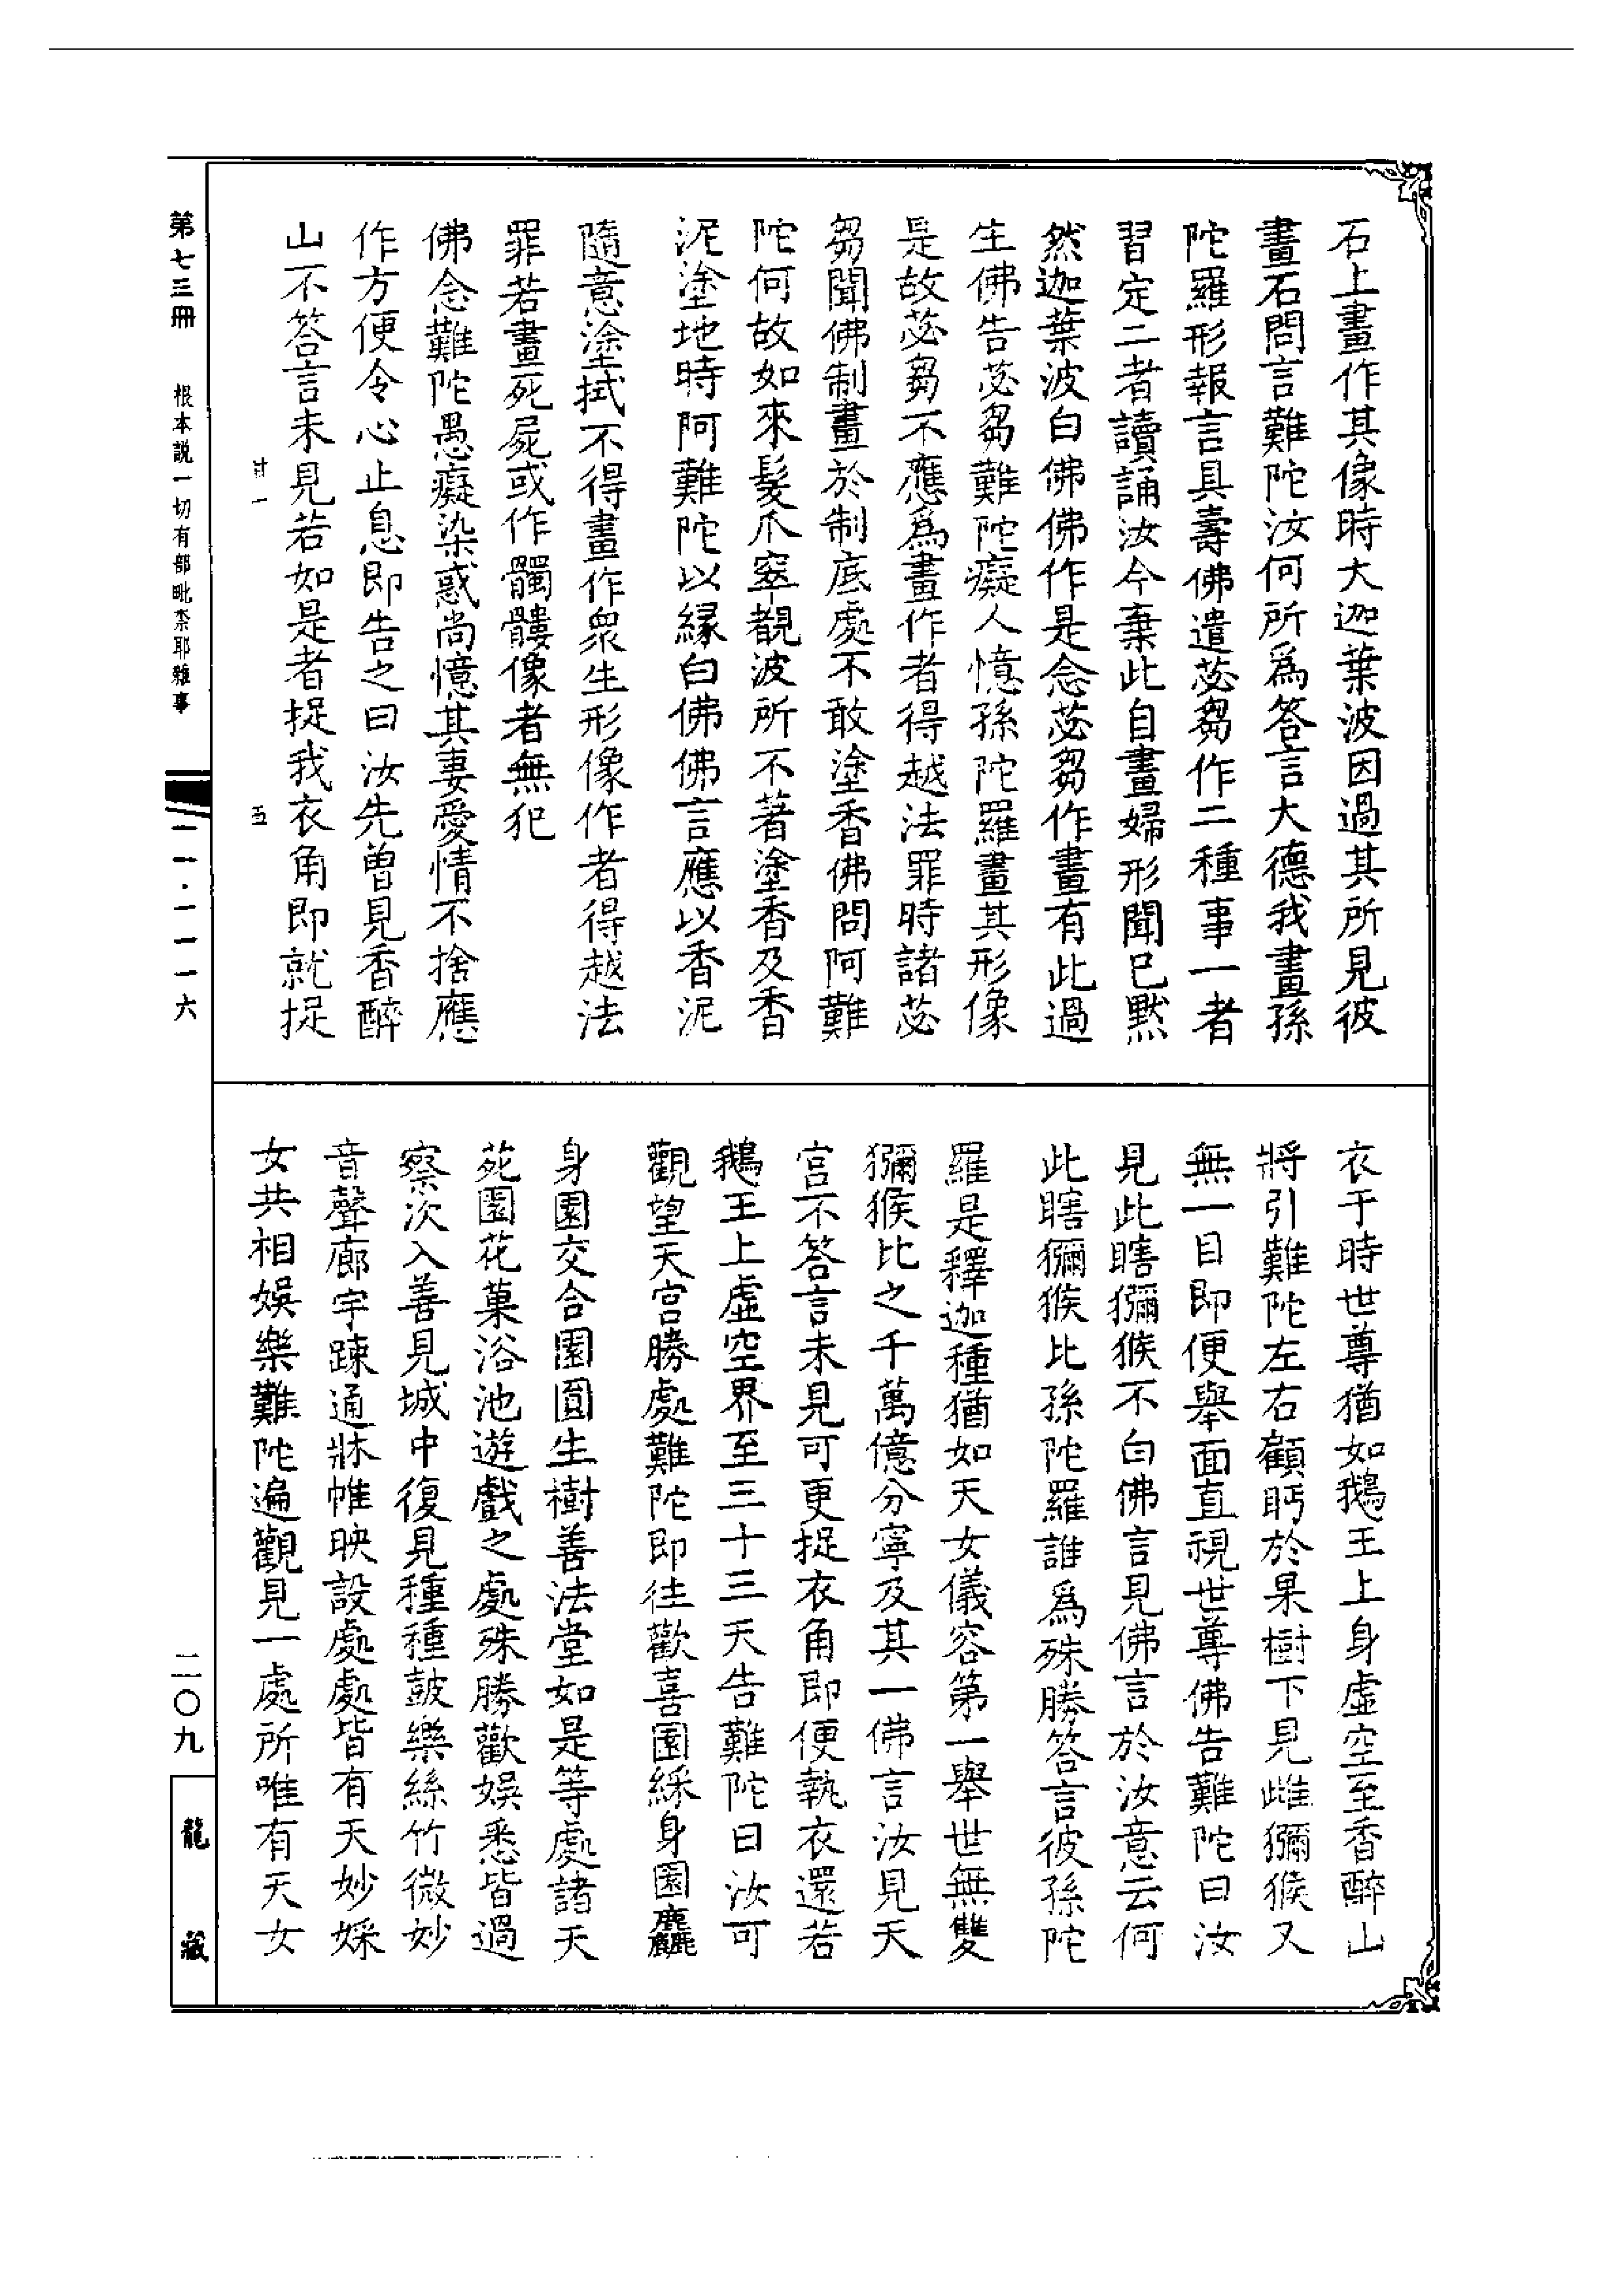 石上畫作其像時大迦葉波因過其所見彼
畫石問言難陀汝何所為答言大德我畫孫
陀羅形報言具壽佛遣苾芻作二種事一者
習定二者讀誦汝今棄此自畫婦形聞已黙
然迦葉波白佛佛作是念苾芻作畫有此過
生佛告苾芻難陀癡人憶孫陀羅畫其形像
是故苾芻不應為畫作者得越法罪時諸苾
芻聞佛制畫於制底處不敢塗香佛問阿難
陀何故如來髮爪窣覩波所不著塗香及香
泥塗地時阿難陀以緣白佛佛言應以香泥
隨意塗拭不得畫作衆生形像作者得越法
罪若畫死屍或作髑髏像者無犯
佛念難陀愚癡染惑尚憶其妻愛情不捨應
作方便令心止息即告之曰汝先曾見香醉
山不答言未見若如是者捉我衣角即就捉
衣于時世尊猶如鵝王上身虛空至香醉山
將引難陀左右顧眄於果樹下見雌獼猴又
無一目即便舉面直視世尊佛告難陀曰汝
見此瞎獼猴不白佛言見佛言於汝意云何
此瞎獼猴比孫陀羅誰為殊勝答言彼孫陀
羅是釋迦種猶如天女儀容第一舉世無雙
獼猴比之千萬億分寧及其一佛言汝見天
宮不答言未見可更捉衣角即便執衣還若
鵝王上虛空界至三十三天告難陀曰汝可
觀望天宮勝處難陀即往歡喜園綵身園麤
身園交合園圓生樹善法堂如是等處諸天
苑園花菓浴池遊戲之處殊勝歡娛悉皆過
察次入善見城中復見種種鼓樂絲竹微妙
音聲廊宇踈通牀帷映設處處皆有天妙婇
女共相娛樂難陀遍觀見一處所唯有天女
第七三冊　根本說一切有部毗柰耶雜事
一一·一一一六
二〇九
龍藏